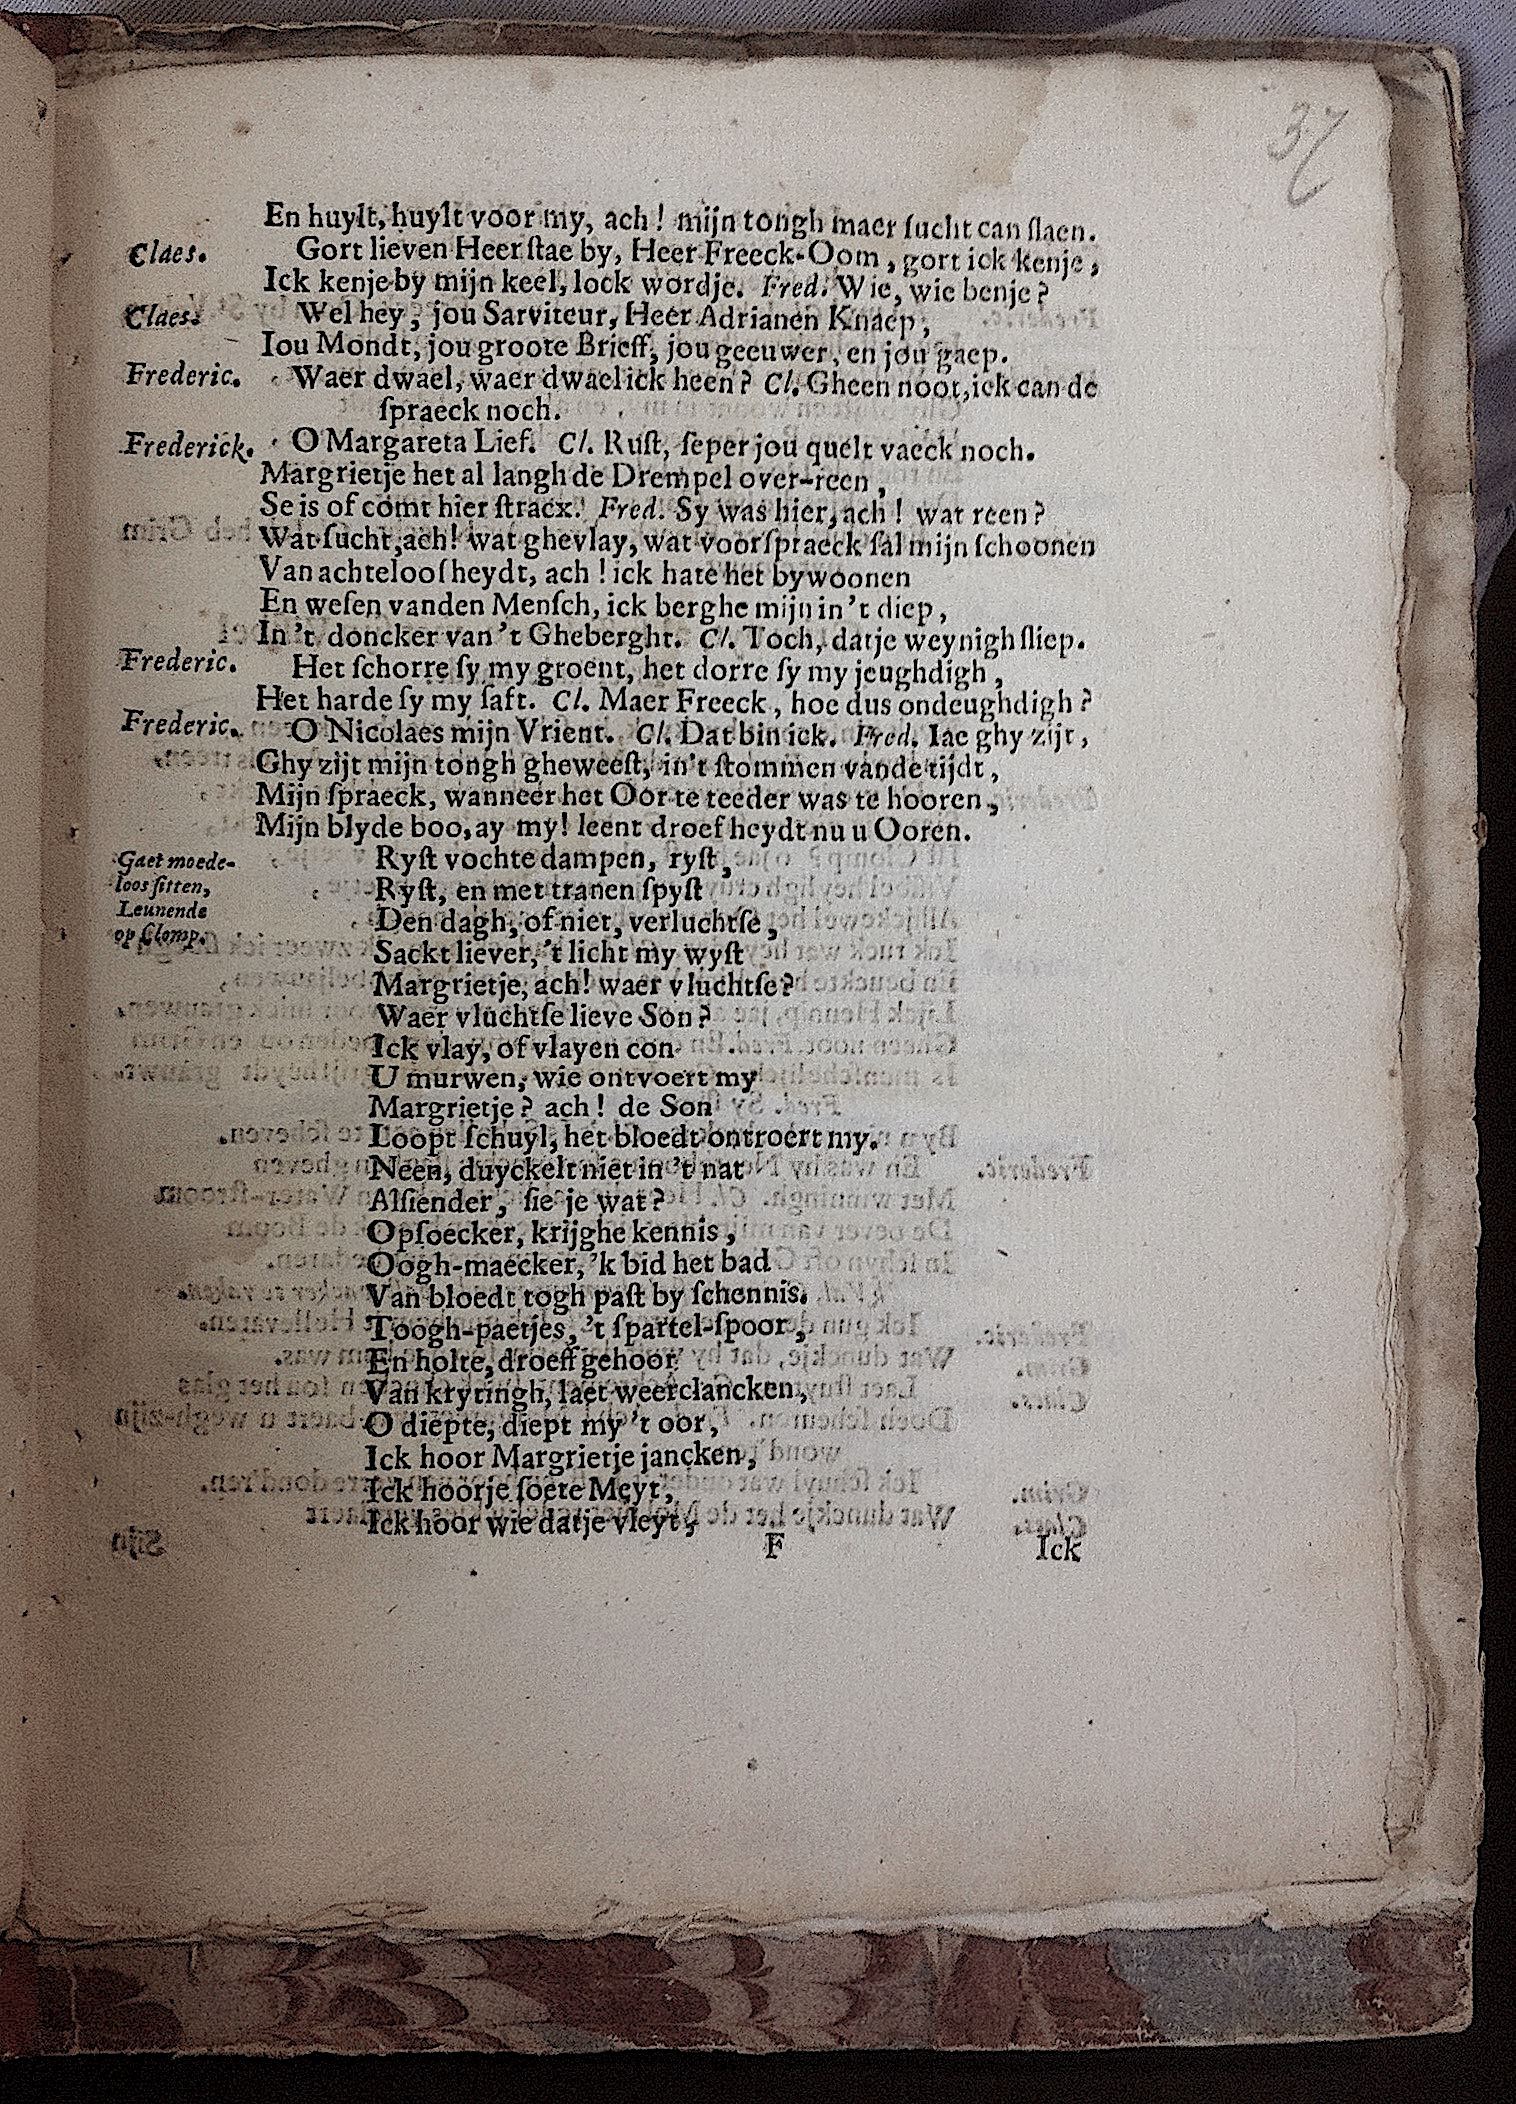 37
En huylt, huylt voor my, ach! mijn tongh maer ſucht can ſlaen.
Claes. Gort lieven Heer ſtae by, Heer Freeck-Oom, gort ick kenje,
Ick kenje by mijn keel, lock wordje. Fred. Wie, wie benje?
Claes. Wel hey, jou Sarviteur, Heer Adrianen Knaep,
Iou Mondt, jou groote Brieff, jou geeuwer, en jou gaep.
Frederic. Waer dwael, waer dwael ick heen? Cl. Gheen noot, ick can de
ſpraeck noch.
Frederick. O Margareta Lief. Cl. Ruſt, ſeper jou quelt vaeck noch.
Margrietje het al langh de Drempel over-reen,
Se is of comt hier ſtracx. Fred. Sy was hier, ach! wat reen?
Wat ſucht, ach! wat ghevlay, wat voorſpraeck ſal mijn ſchoonen
Van achtelooſheydt, ach! ick hate het bywoonen
En weſen vanden Menſch, ick berghe mijn in 't diep,
In 't doncker van 't Gheberght. Cl. Toch, datje weynigh ſliep.
Frederic. Het ſchorre ſy my groent, het dorre ſy my jeughdigh,
Het harde ſy my ſaft. Cl. Maer Freeck, hoe dus ondeughdigh?
Frederic. O Nicolaes mijn Vrient. Cl. Dat bin ick. Fred. Iae ghy zijt,
Ghy zijt mijn tongh gheweeſt, in't ſtommen vande tijdt,
Mijn ſpraeck, wanneer het Oor te teeder was te hooren,
Mijn blyde boo, ay my! leent droefheydt nu u Ooren.
Gaet moede-
loos ſitten,
Leunende
op Clomp.
Ryſt vochte dampen, ryſt,
Ryſt, en met tranen ſpyſt
Den dagh, of niet, verluchtſe,
Sackt liever, 't licht my wyſt
Margrietje, ach! waer vluchtſe?
Waer vluchtſe lieve Son?
Ick vlay, of vlayen con
U murwen, wie ontvoert my
Margrietje? ach! de Son
Loopt ſchuyl, het bloedt ontroert my.
Neen, duyckelt niet in 't nat
Alſiender, ſie je wat?
Opſoecker, krijghe kennis,
Oogh-maecker, 'k bid het bad
Van bloedt togh paſt by ſchennis.
Toogh-paetjes, 't ſpartel-ſpoor,
En holte, droeff gehoor
Van krytingh, laet weerclancken,
O diepte, diept my 't oor,
Ick hoor Margrietje jancken,
Ick hoorje ſoete Meyt,
Ick hoor wie datje vleyt,
F Ick